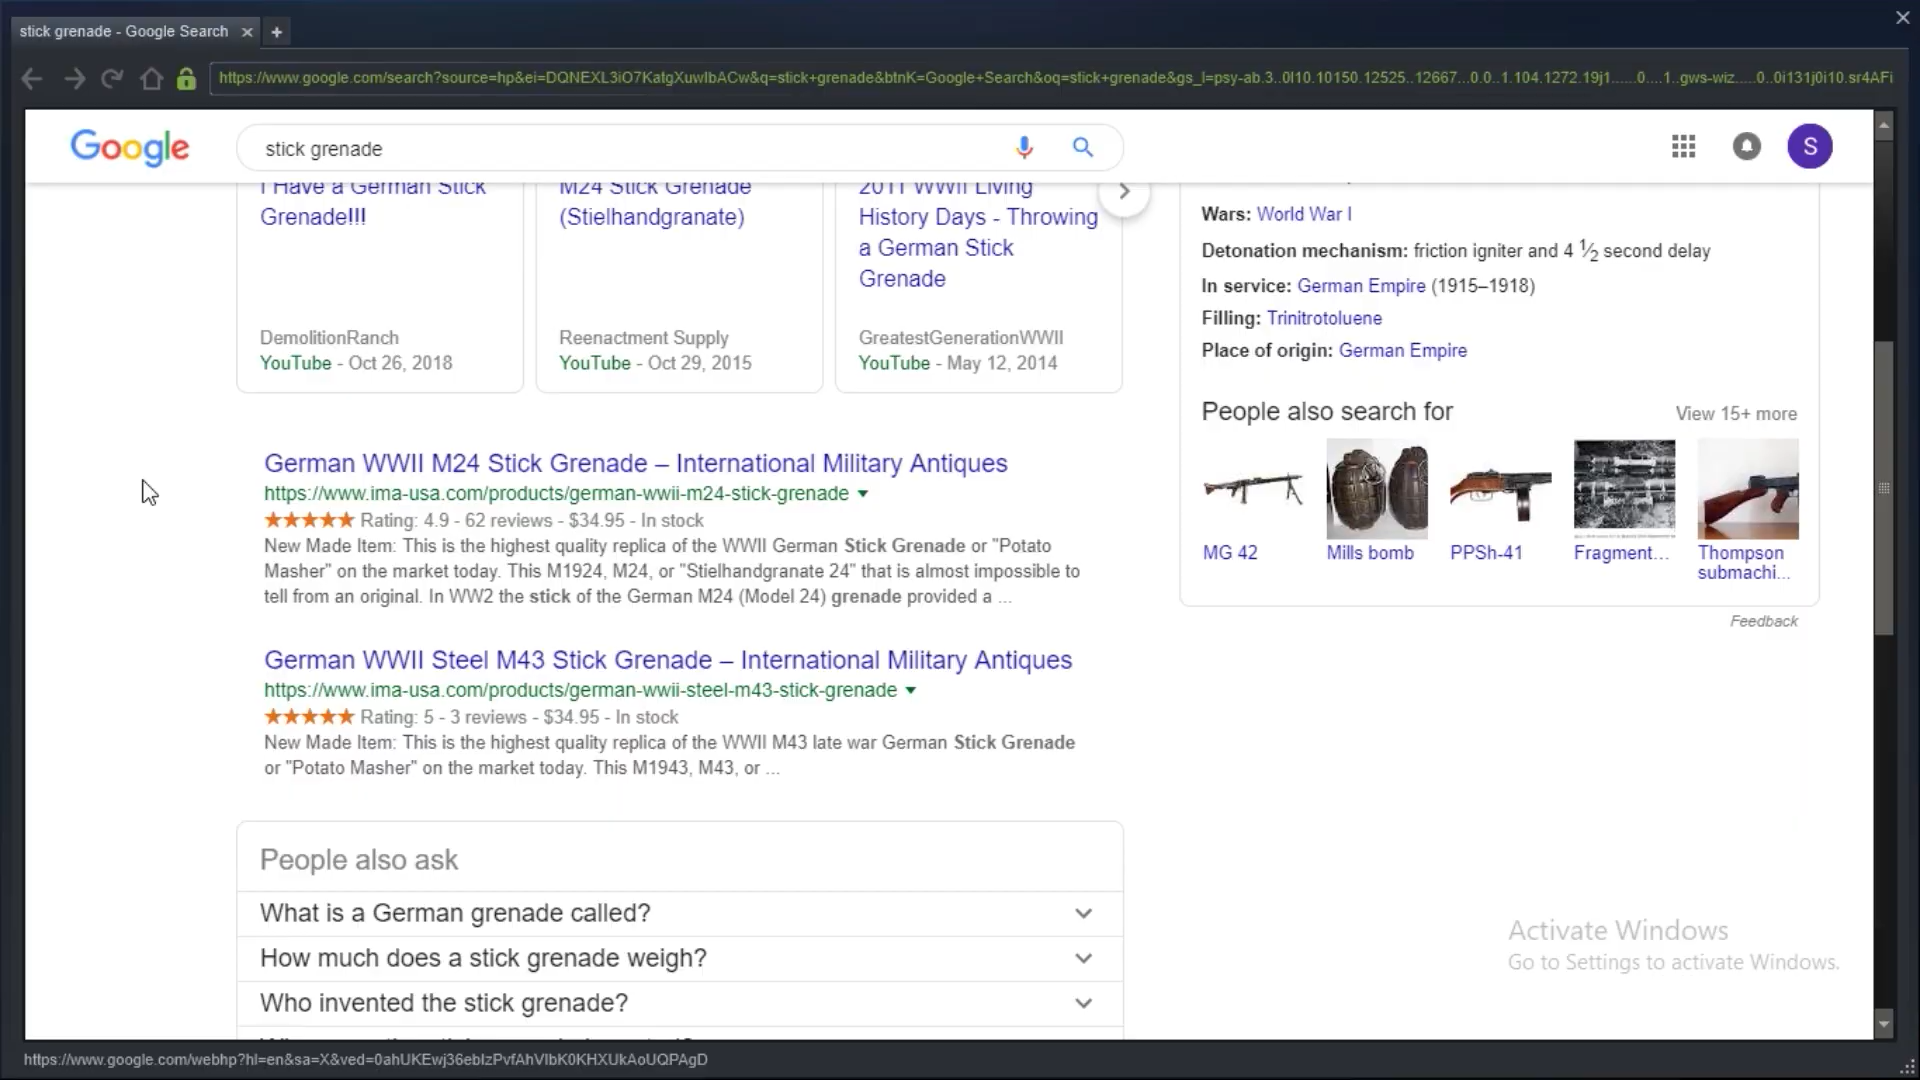 stick grenade - Google Search
https://www.google.com/search?source=hp&ei=DQNEXL3iO7KatgXuwIbACw&q=stick+grenade&btnK=Google+Search&oq=stick+grenade&gs_l=psy-ab.3..0l10.10150.12525..12667...0.0..1.104.1272.19j1......0....1..gws-wiz.....0..0i131j0i10.sr4AFi
Google
stick grenade
S
I Have a German Stick
Grenade!!!
DemolitionRanch
YouTube - Oct 26, 2018
M24 Stick Grenade
(Stielhandgranate)
Reenactment Supply
YouTube - Oct 29, 2015
2011 WWII Living
History Days - Throwing
a German Stick
Grenade
GreatestGenerationWWII
YouTube - May 12, 2014
German WWII M24 Stick Grenade – International Military Antiques
https://www.ima-usa.com/products/german-wwii-m24-stick-grenade
Rating: 4.9 - 62 reviews - $34.95 - In stock
New Made Item: This is the highest quality replica of the WWII German Stick Grenade or "Potato
Masher" on the market today. This M1924, M24, or "Stielhandgranate 24" that is almost impossible to
tell from an original. In WW2 the stick of the German M24 (Model 24) grenade provided a ...
German WWII Steel M43 Stick Grenade – International Military Antiques
https://www.ima-usa.com/products/german-wwii-steel-m43-stick-grenade
Rating: 5 - 3 reviews - $34.95 - In stock
New Made Item: This is the highest quality replica of the WWII M43 late war German Stick Grenade
or "Potato Masher" on the market today. This M1943, M43, or ...
People also ask
What is a German grenade called?
How much does a stick grenade weigh?
Who invented the stick grenade?
Wars: World War I
Detonation mechanism: friction igniter and 4 1⁄2 second delay
In service: German Empire (1915–1918)
Filling: Trinitrotoluene
Place of origin: German Empire
People also search for
View 15+ more
MG 42
Mills bomb
PPSh-41
Fragment...
Thompson
submachi...
Feedback
Activate Windows
Go to Settings to activate Windows.
https://www.google.com/webhp?hl=en&sa=X&ved=0ahUKEwj36ebIzPvfAhVIbK0KHXUkAoUQPAgD